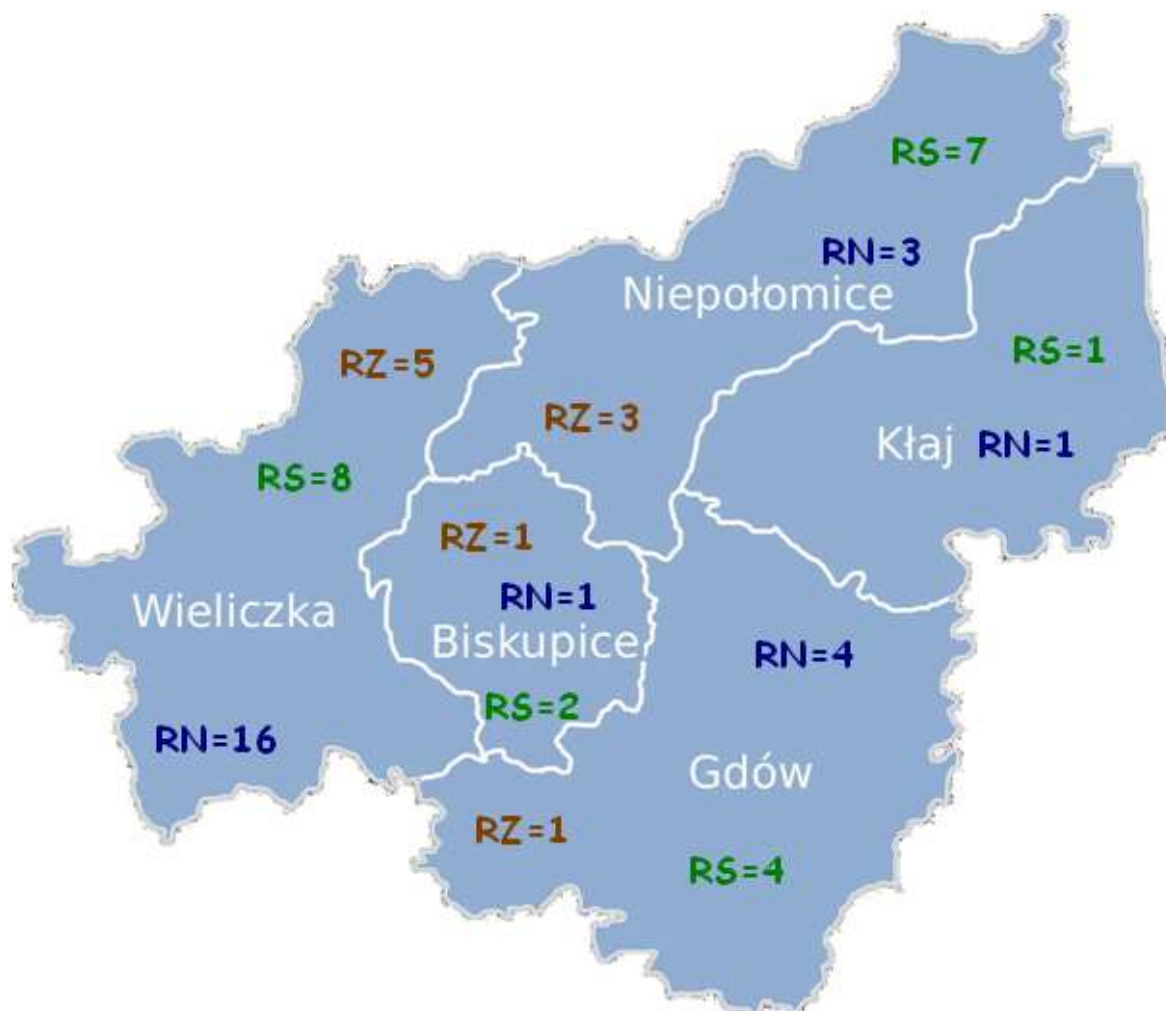 RS=7
RN=3
Niepołomice
RZ=5
RS=1
RZ=3
Kłaj RN=1
RS=8
RZ=1
RN=1
Wieliczka
Biskupice
RN=4
RS=2
RN=16
Gdów
RZ=1
RS=4